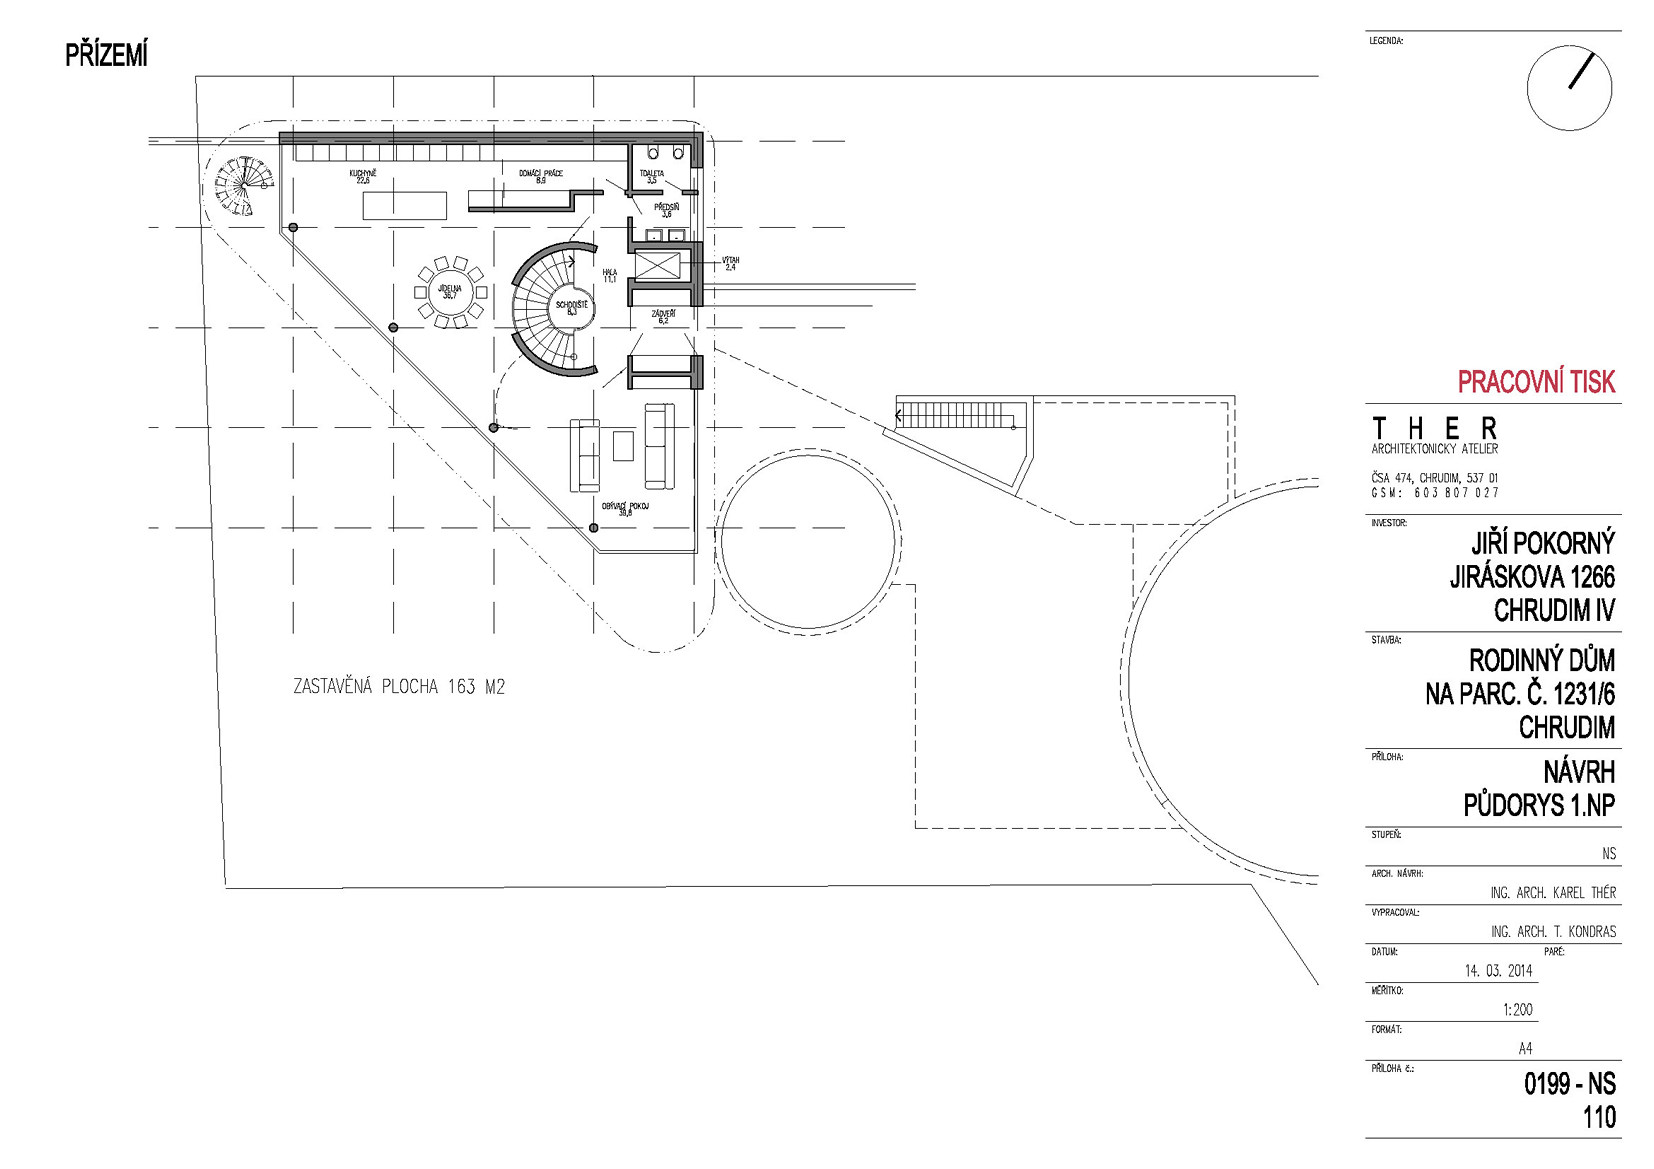 PŘÍZEMÍ
KUCHYNĚ
22,6
DOMÁCÍ PRÁCE
8,9
TOALETA
3,5
PŘEDSÍŇ
3,6
VÝTAH
2,4
HALA
11,1
JÍDELNA
36,7
SCHODIŠTĚ
8,3
ZÁDVEŘÍ
6,2
OBÝVACÍ POKOJ
39,8
ZASTAVĚNÁ PLOCHA 163 M2
LEGENDA:
PRACOVNÍ TISK
THER
ARCHITEKTONICKÝ ATELIER
ČSA 474, CHRUDIM, 537 01
GSM: 603 807 027
INVESTOR:
JIŘÍ POKORNÝ
JIRÁSKOVA 1266
CHRUDIM IV
STAVBA:
RODINNÝ DŮM
NA PARC. Č. 1231/6
CHRUDIM
PŘÍLOHA:
NÁVRH
PŮDORYS 1.NP
STUPEŇ:
NS
ARCH. NÁVRH:
ING. ARCH. KAREL THÉR
VYPRACOVAL:
ING. ARCH. T. KONDRAS
DATUM:
PARÉ:
14. 03. 2014
MĚŘÍTKO:
1:200
FORMÁT:
A4
PŘÍLOHA č.:
0199 - NS
110